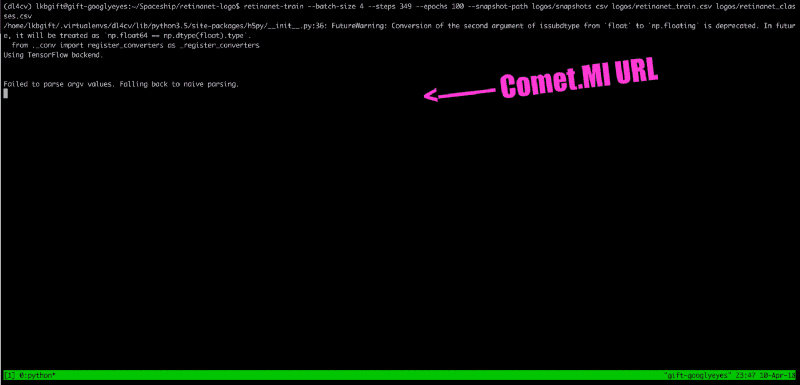 (dl4cv) lkbgift@gift-googlyeyes:~/Spaceship/retinanet-logo$ retinanet-train --batch-size 4 --steps 349 --epochs 100 --snapshot-path logos/snapshots csv logos/retinanet_train.csv logos/retinanet_clas
ses.csv
/home/lkbgift/.virtualenvs/dl4cv/lib/python3.5/site-packages/h5py/__init__.py:36: FutureWarning: Conversion of the second argument of issubdtype from `float` to `np.floating` is deprecated. In futur
e, it will be treated as `np.float64 == np.dtype(float).type`.
from ._conv import register_converters as _register_converters
Using TensorFlow backend.
Failed to parse argv values. Falling back to naive parsing.
Comet.Ml URL
[1] 0:python* "gift-googlyeyes" 23:47 10-Apr-18